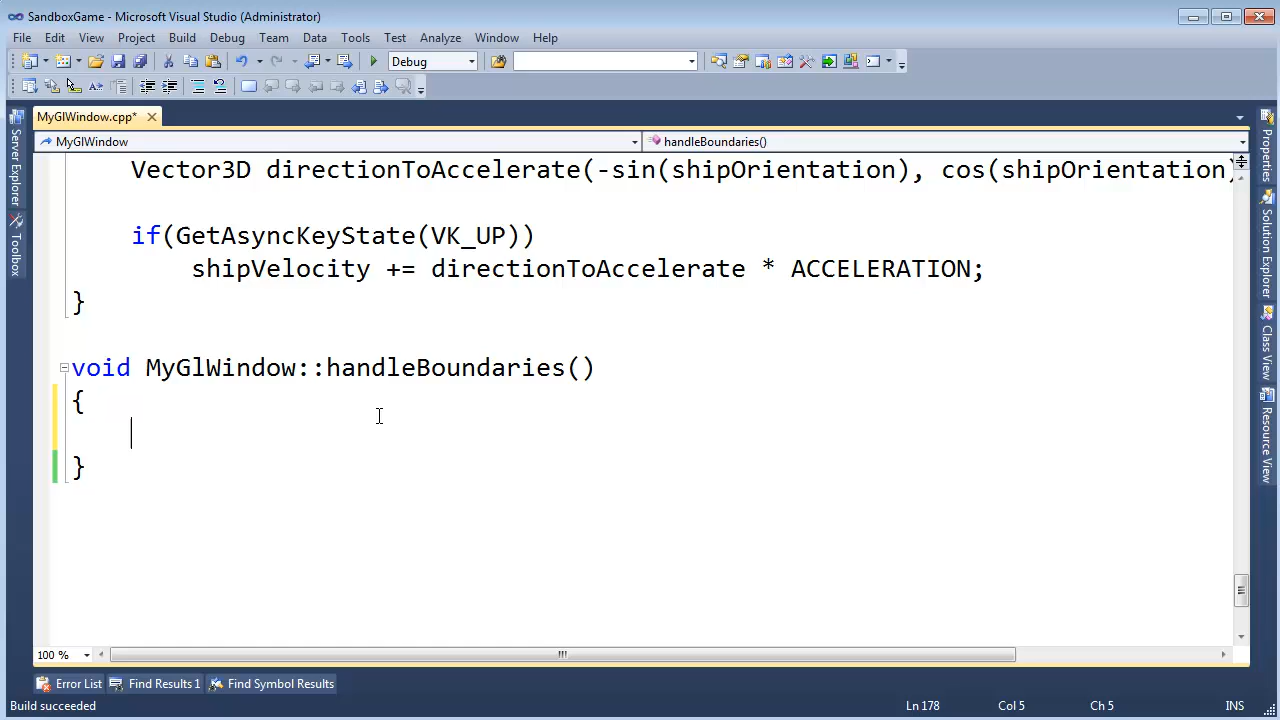 SandboxGame - Microsoft Visual Studio (Administrator)
File Edit View Project Build Debug Team Data Tools Test Analyze Window Help
Debug
MyGlWindow.cpp*
MyGlWindow handleBoundaries()
Vector3D directionToAccelerate(-sin(shipOrientation), cos(shipOrientation)
if(GetAsyncKeyState(VK_UP))
shipVelocity += directionToAccelerate * ACCELERATION;
}
void MyGlWindow::handleBoundaries()
{
}
100 %
Server Explorer
Toolbox
Properties
Solution Explorer
Class View
Resource View
Error List Find Results 1 Find Symbol Results
Build succeeded Ln 178 Col 5 Ch 5 INS